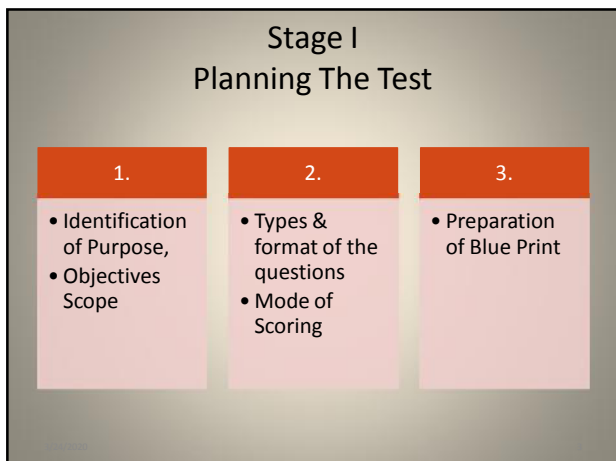 Stage I
Planning The Test
1.
• Identification
of Purpose,
• Objectives
Scope
2.
• Types &
format of the
questions
• Mode of
Scoring
3.
• Preparation
of Blue Print